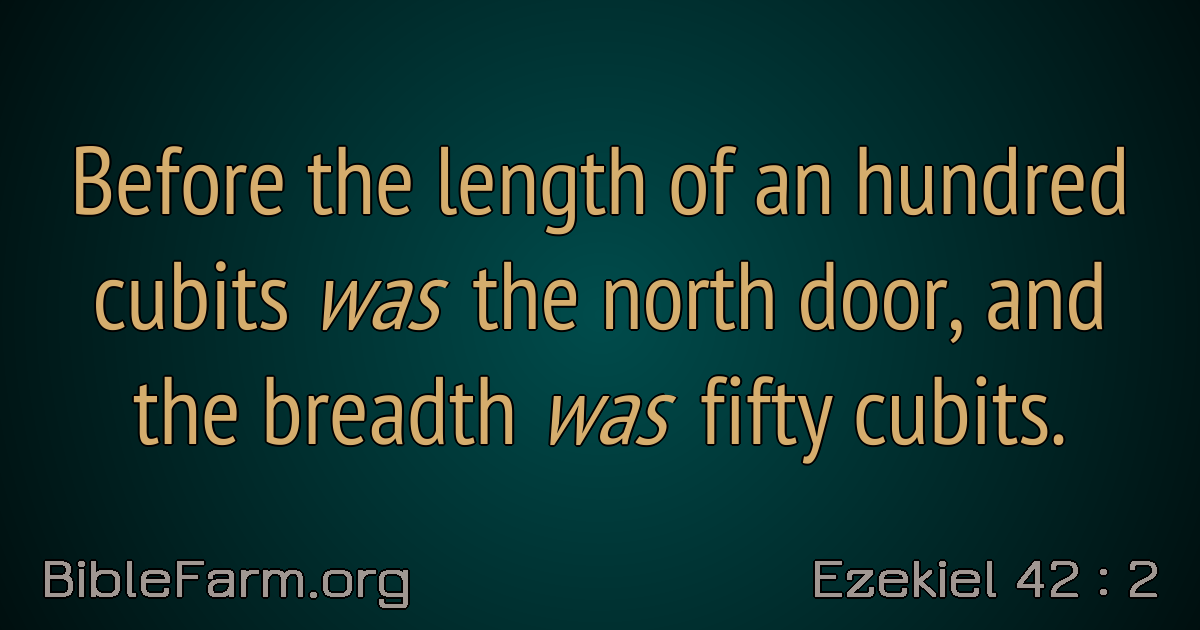 Before the length of an hundred
cubits was the north door, and
the breadth was fifty cubits.
BibleFarm.org
Ezekiel 42 : 2